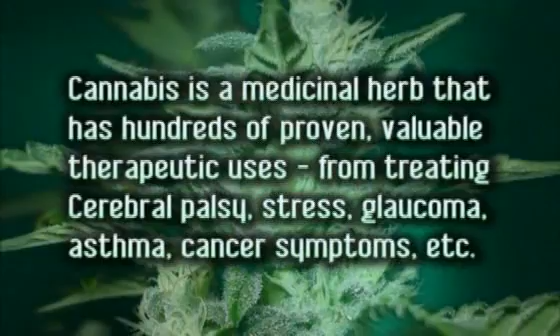 Cannabis is a medicinal herb that
has hundreds of proven, valuable
therapeutic uses - from treating
Cerebral palsy, stress, glaucoma,
asthma, cancer symptoms, etc.